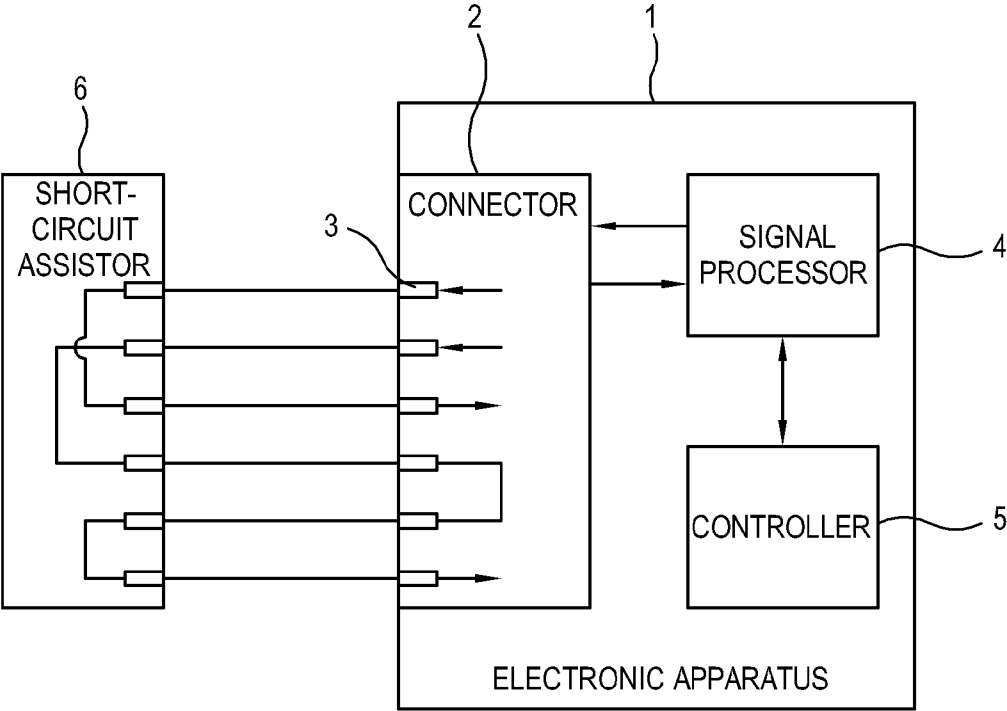 2
1
6
SHORT-
CIRCUIT
ASSISTOR
CONNECTOR
3
SIGNAL
PROCESSOR
4
CONTROLLER
5
ELECTRONIC APPARATUS